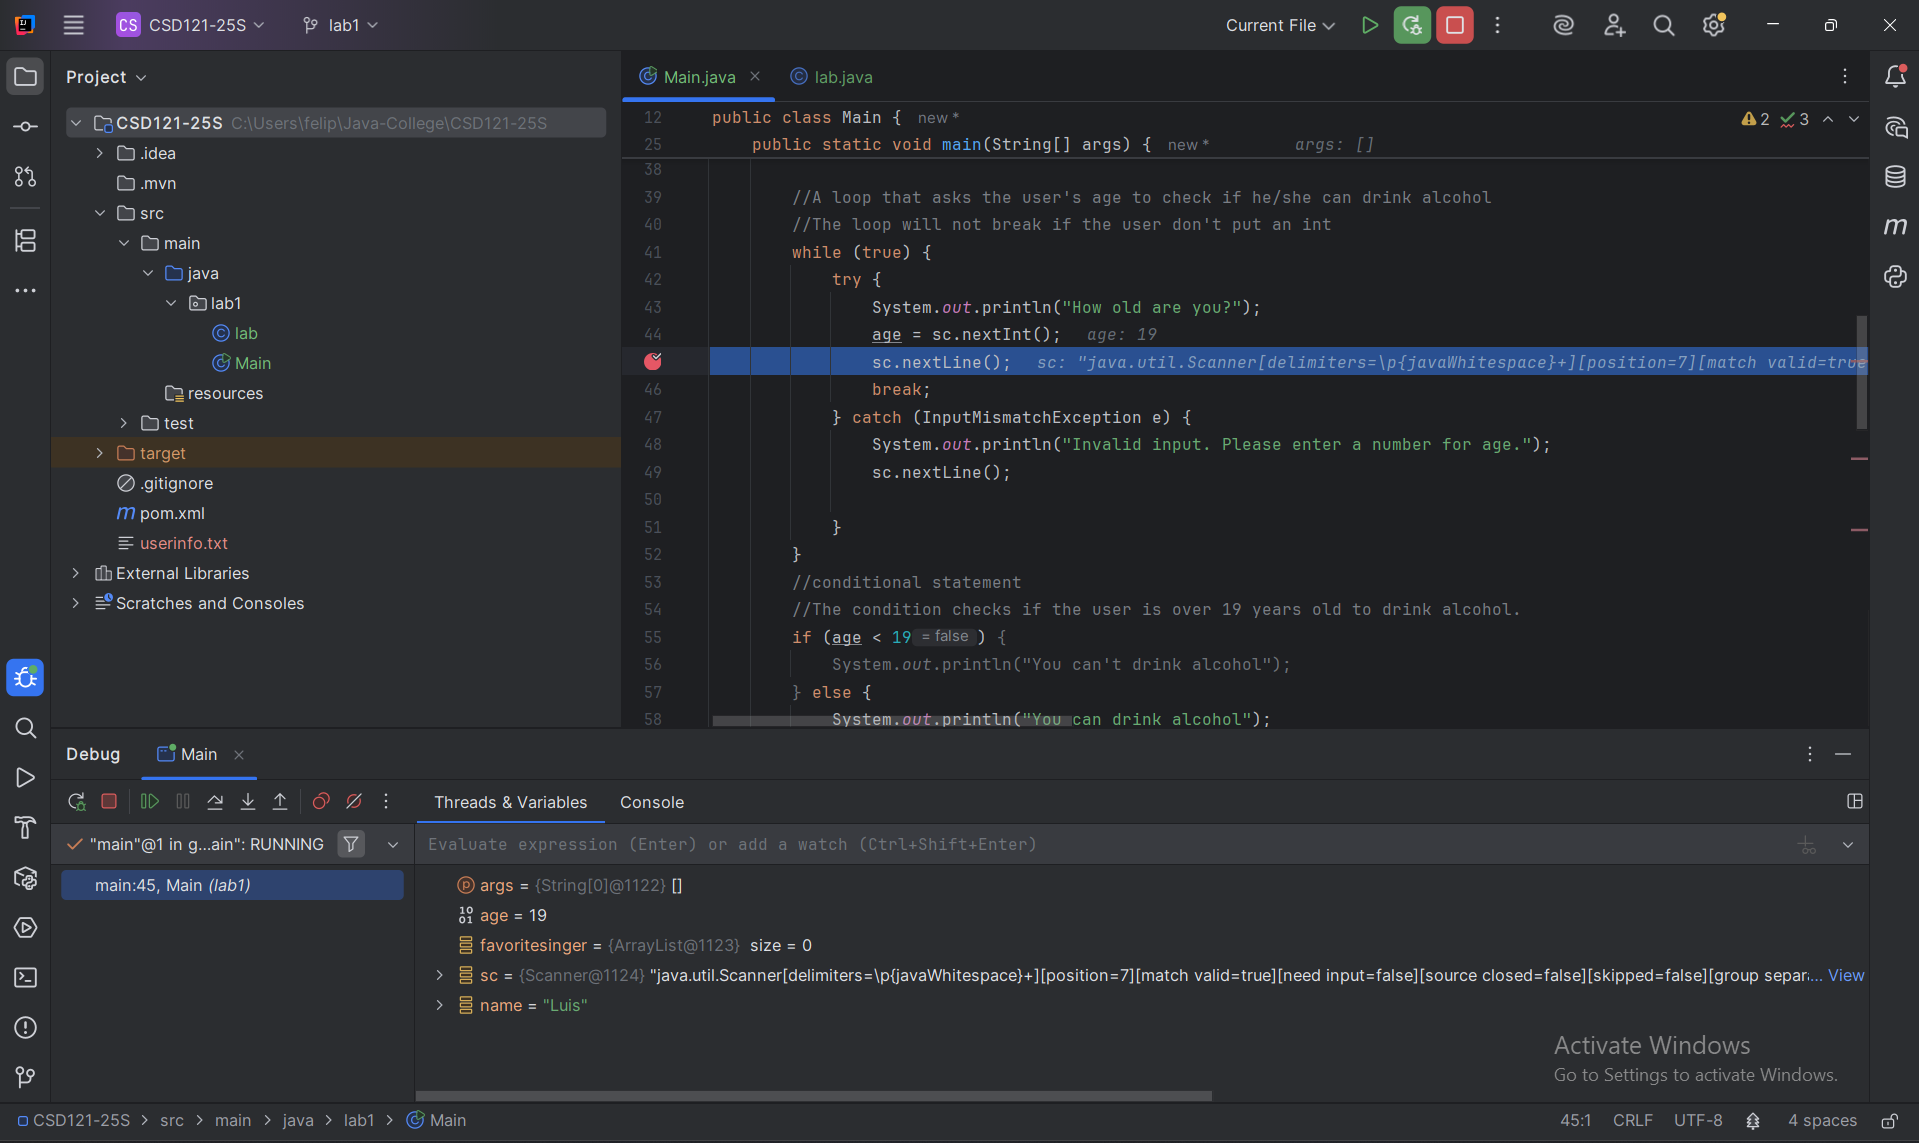 CS CSD121-25S lab1 Current File
Project
CSD121-25S C:\Users\felip\Java-College\CSD121-25S
.idea
.mvn
src
main
java
lab1
lab
Main
resources
test
target
.gitignore
m pom.xml
userinfo.txt
External Libraries
Scratches and Consoles
Main.java lab.java
12 public class Main { new *
2 3
25 public static void main(String[] args) { new * args: []
38
39 //A loop that asks the user's age to check if he/she can drink alcohol
40 //The loop will not break if the user don't put an int
41 while (true) {
42 try {
43 System.out.println("How old are you?");
44 age = sc.nextInt(); age: 19
sc.nextLine(); sc: "java.util.Scanner[delimiters=\p{javaWhitespace}+][position=7][match valid=true
46 break;
47 } catch (InputMismatchException e) {
48 System.out.println("Invalid input. Please enter a number for age.");
49 sc.nextLine();
50
51 }
52 }
53 //conditional statement
54 //The condition checks if the user is over 19 years old to drink alcohol.
55 if (age < 19 = false ) {
56 System.out.println("You can't drink alcohol");
57 } else {
58 System.out.println("You can drink alcohol");
Debug Main
Threads & Variables Console
"main"@1 in g...ain": RUNNING
Evaluate expression (Enter) or add a watch (Ctrl+Shift+Enter)
main:45, Main (lab1)
args = {String[0]@1122} []
age = 19
favoritesinger = {ArrayList@1123} size = 0
sc = {Scanner@1124} "java.util.Scanner[delimiters=\p{javaWhitespace}+][position=7][match valid=true][need input=false][source closed=false][skipped=false][group separ... View
name = "Luis"
Activate Windows
Go to Settings to activate Windows.
CSD121-25S > src > main > java > lab1 > Main
45:1 CRLF UTF-8 4 spaces